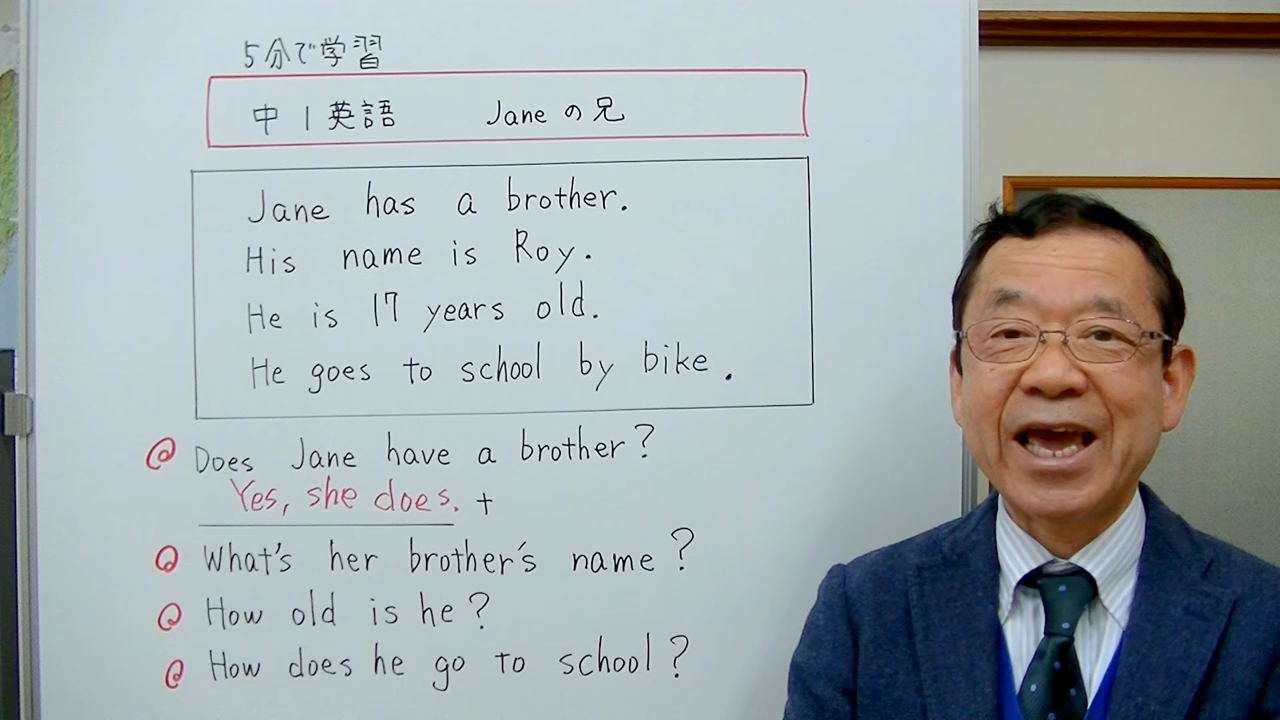 5分で学習
中1英語 Janeの兄
Jane has a brother.
His name is Roy.
He is 17 years old.
He goes to school by bike.
Q Does Jane have a brother?
Yes, she does. +
Q What's her brother's name?
Q How old is he?
Q How does he go to school?